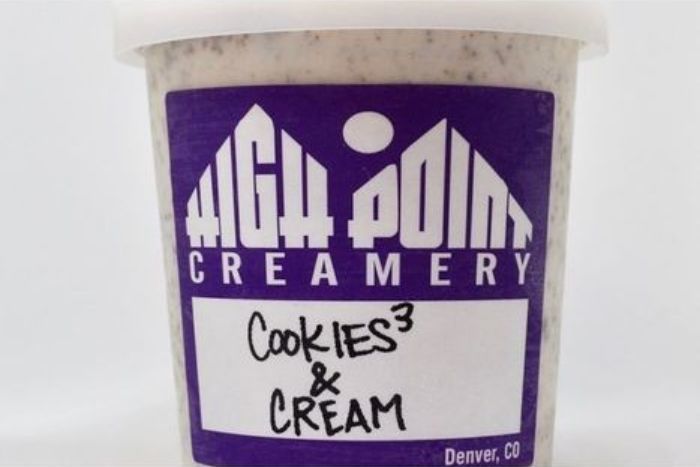 HIGH POINT
CREAMERY
COOKIES³
&
CREAM
Denver, CO